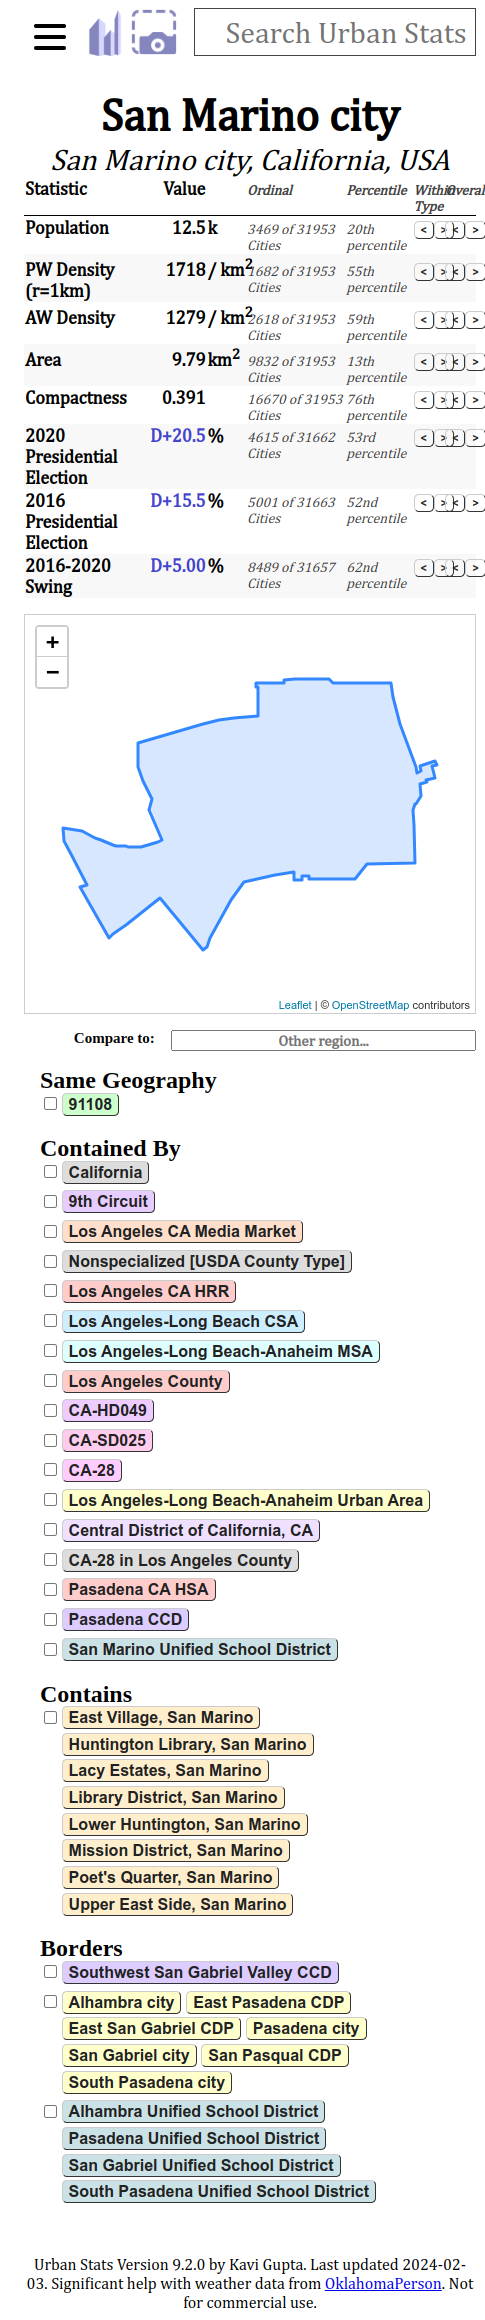 Search Urban Stats
San Marino city
San Marino city, California, USA
Statistic Value Ordinal Percentile Within Type Overall
Population 12.5 k 3469 of 31953 Cities 20th percentile < > < >
PW Density (r=1km) 1718 / km2 1682 of 31953 Cities 55th percentile < > < >
AW Density 1279 / km2 2618 of 31953 Cities 59th percentile < > < >
Area 9.79 km2 9832 of 31953 Cities 13th percentile < > < >
Compactness 0.391 16670 of 31953 Cities 76th percentile < > < >
2020 Presidential Election D+20.5 % 4615 of 31662 Cities 53rd percentile < > < >
2016 Presidential Election D+15.5 % 5001 of 31663 Cities 52nd percentile < > < >
2016-2020 Swing D+5.00 % 8489 of 31657 Cities 62nd percentile < > < >
+
−
Leaflet | © OpenStreetMap contributors
Compare to: Other region...
Same Geography
91108
Contained By
California
9th Circuit
Los Angeles CA Media Market
Nonspecialized [USDA County Type]
Los Angeles CA HRR
Los Angeles-Long Beach CSA
Los Angeles-Long Beach-Anaheim MSA
Los Angeles County
CA-HD049
CA-SD025
CA-28
Los Angeles-Long Beach-Anaheim Urban Area
Central District of California, CA
CA-28 in Los Angeles County
Pasadena CA HSA
Pasadena CCD
San Marino Unified School District
Contains
East Village, San Marino
Huntington Library, San Marino
Lacy Estates, San Marino
Library District, San Marino
Lower Huntington, San Marino
Mission District, San Marino
Poet's Quarter, San Marino
Upper East Side, San Marino
Borders
Southwest San Gabriel Valley CCD
Alhambra city East Pasadena CDP
East San Gabriel CDP Pasadena city
San Gabriel city San Pasqual CDP
South Pasadena city
Alhambra Unified School District
Pasadena Unified School District
San Gabriel Unified School District
South Pasadena Unified School District
Urban Stats Version 9.2.0 by Kavi Gupta. Last updated 2024-02-
03. Significant help with weather data from OklahomaPerson. Not
for commercial use.